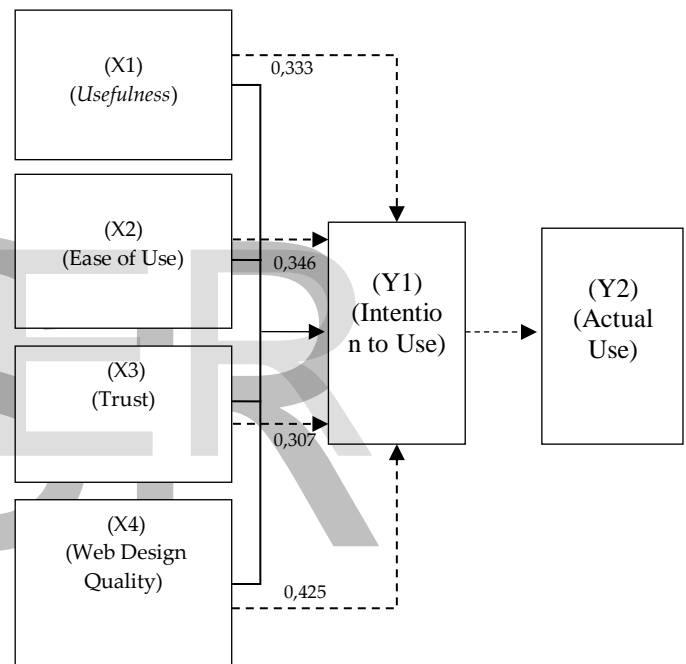 (X1)
(Usefulness)
0,333
(X2)
(Ease of Use)
0,346
(X3)
(Trust)
0,307
(X4)
(Web Design
Quality)
0,425
(Y1)
(Intentio
n to Use)
(Y2)
(Actual
Use)